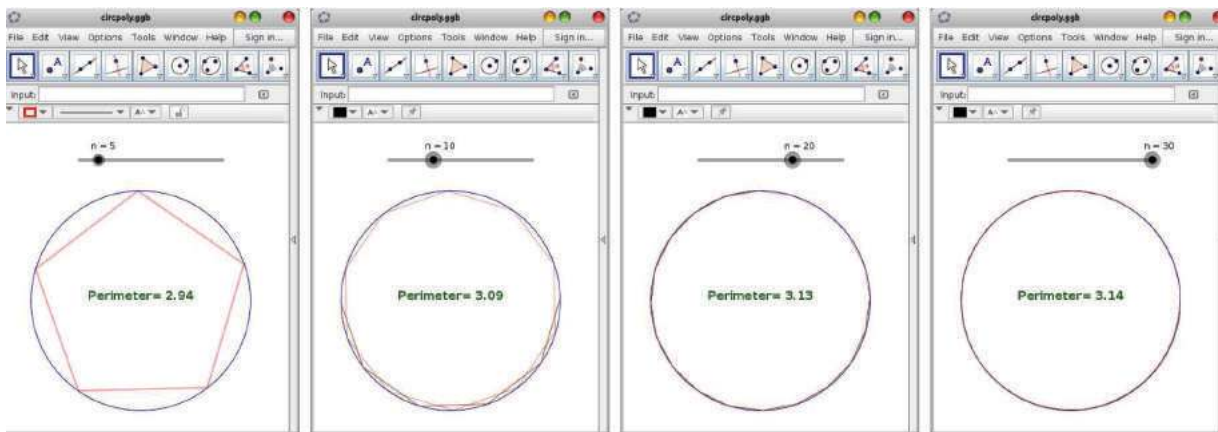 circpoly.ggb
File Edit View Options Tools Window Help Sign in...
Input:
n = 5
Perimeter= 2.94
circpoly.ggb
File Edit View Options Tools Window Help Sign in...
Input:
n = 10
Perimeter= 3.09
circpoly.ggb
File Edit View Options Tools Window Help Sign in...
Input:
n = 20
Perimeter= 3.13
circpoly.ggb
File Edit View Options Tools Window Help Sign in...
Input:
n = 30
Perimeter= 3.14